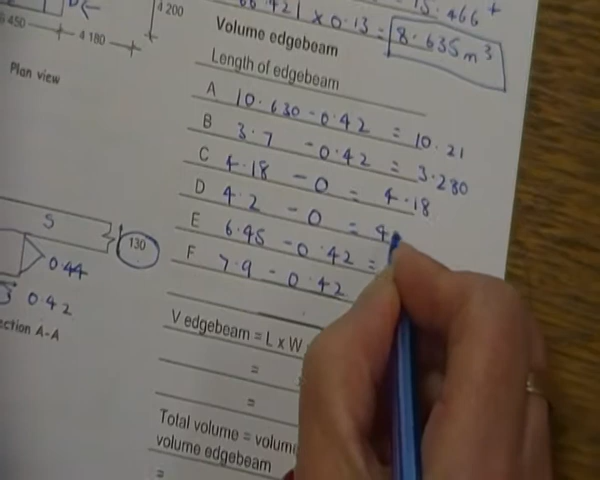 15.466 +
66.421 x 0.13 = 8.635 m³
4 200
6 450
4 180
Plan view
Volume edgebeam
Length of edgebeam
A 10.630 - 0.42 = 10.21
B 3.7 - 0.42 = 3.280
C 4.18 - 0 = 4.18
D 4.2 - 0 = 4
E 6.45 - 0.42 =
F 7.9 - 0.42
S
130
0.44
0.42
ction A-A
V edgebeam = L x W
=
=
Total volume = volum
volume edgebeam
=